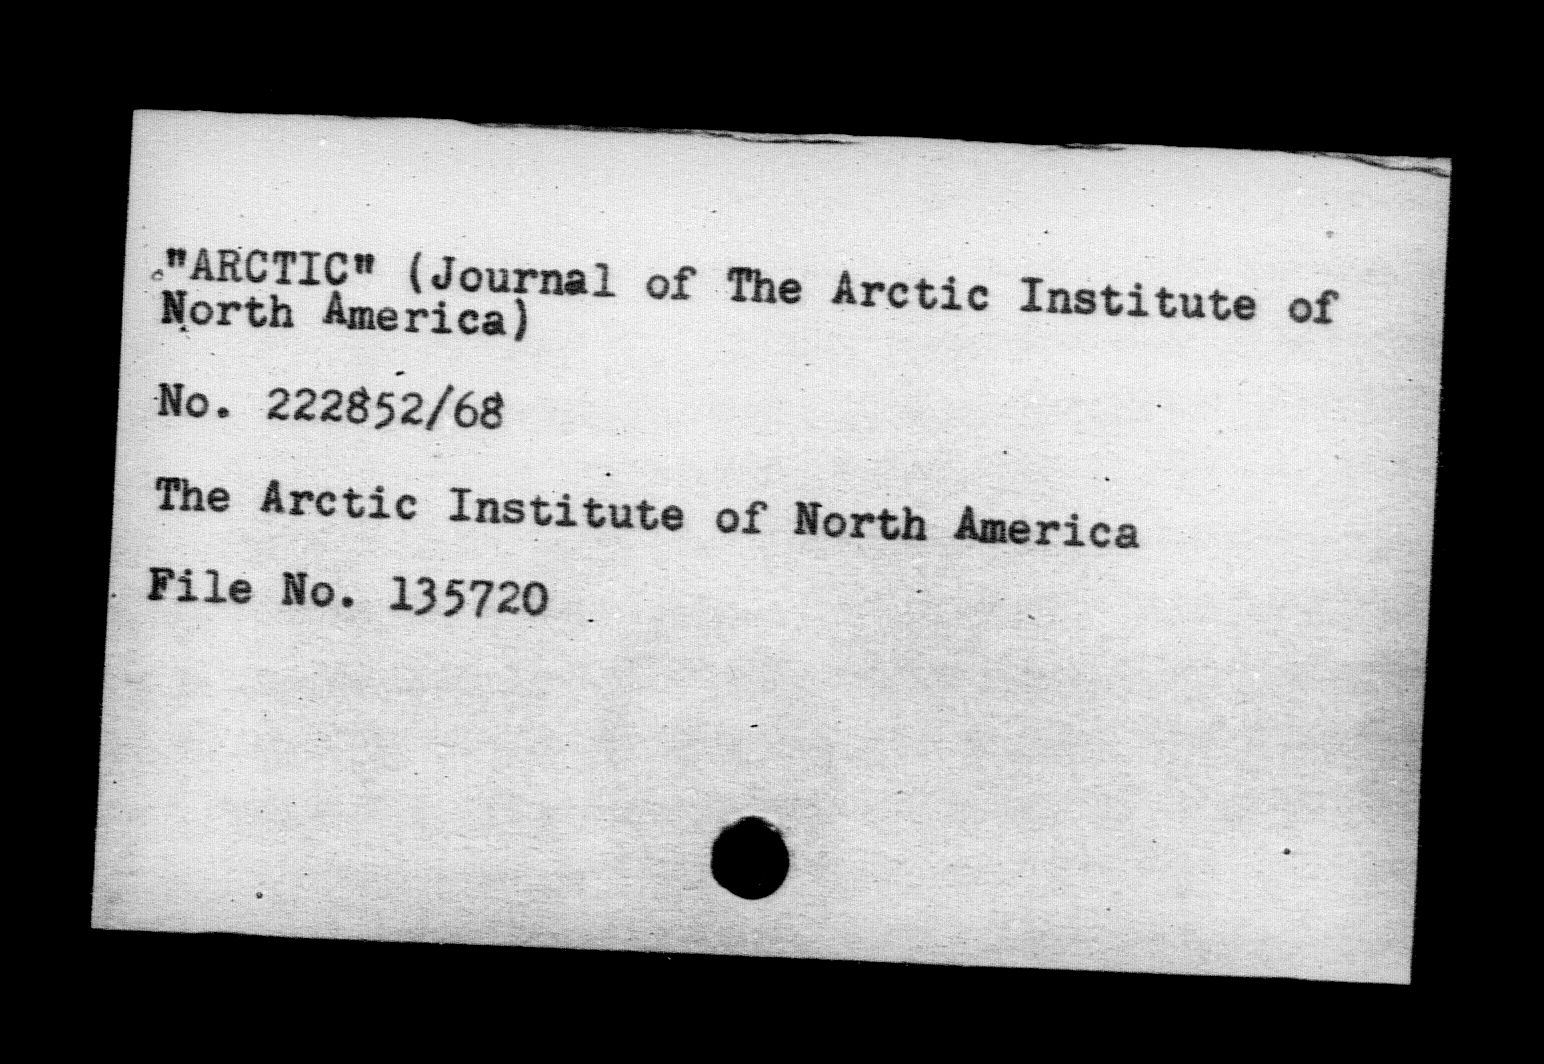 "ARCTIC" (Journal of The Arctic Institute of
North America)
No. 222852/68
The Arctic Institute of North America
File No. 135720